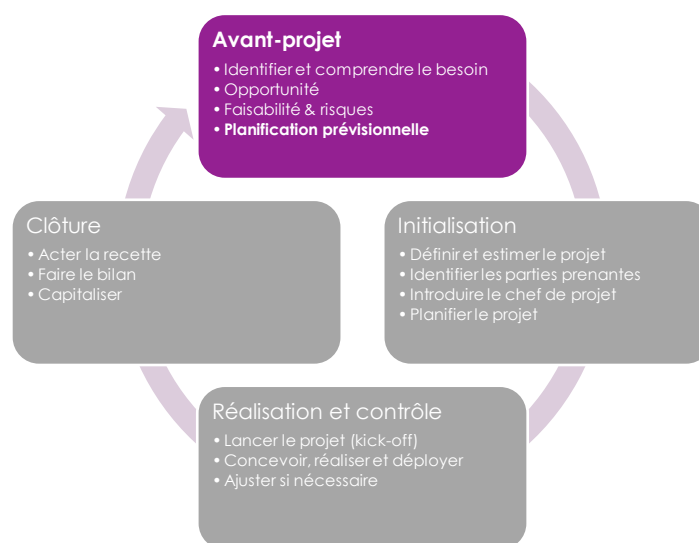 Avant-projet
• Identifier et comprendre le besoin
• Opportunité
• Faisabilité & risques
• Planification prévisionnelle
Clôture
• Acter la recette
• Faire le bilan
• Capitaliser
Initialisation
• Définir et estimer le projet
• Identifier les parties prenantes
• Introduire le chef de projet
• Planifier le projet
Réalisation et contrôle
• Lancer le projet (kick-off)
• Concevoir, réaliser et déployer
• Ajuster si nécessaire